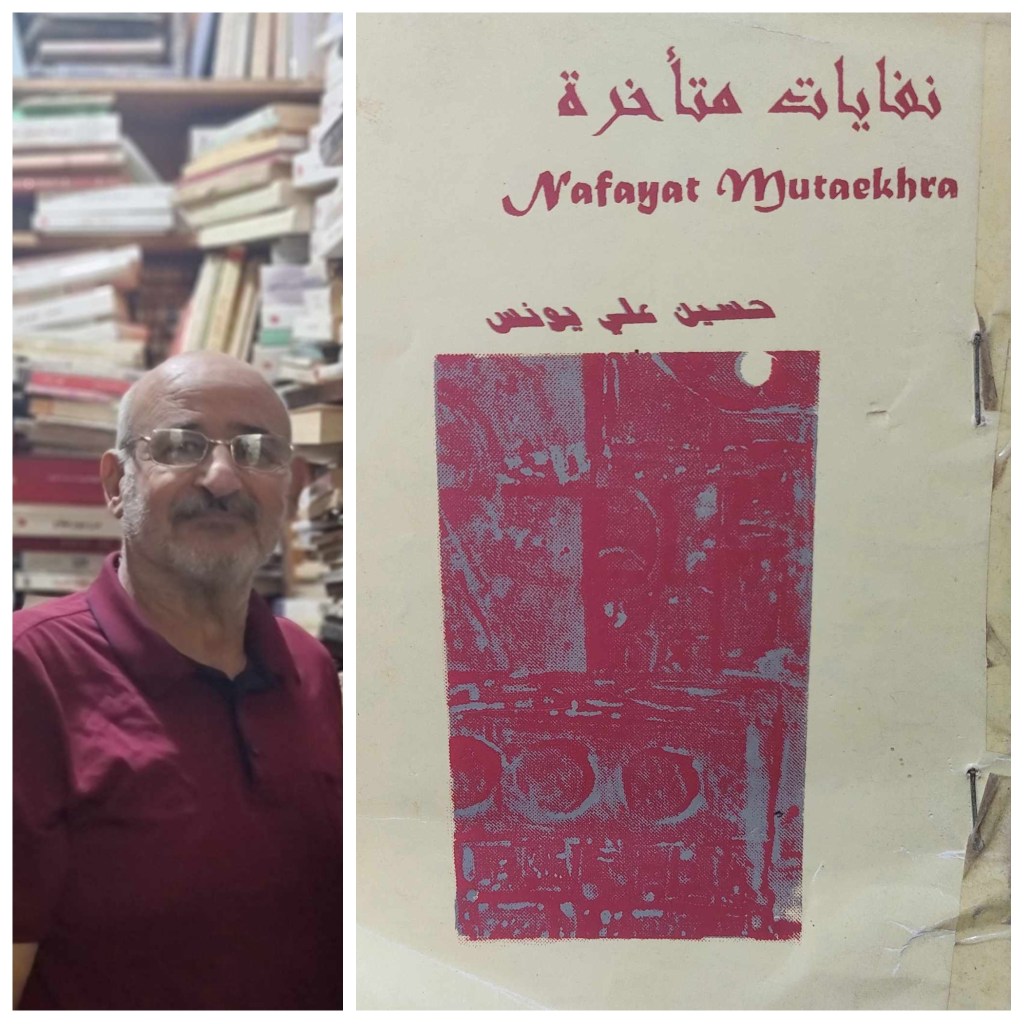 نفايات متأخرة
Nafayat Mutaekhra
حسين علي يونس